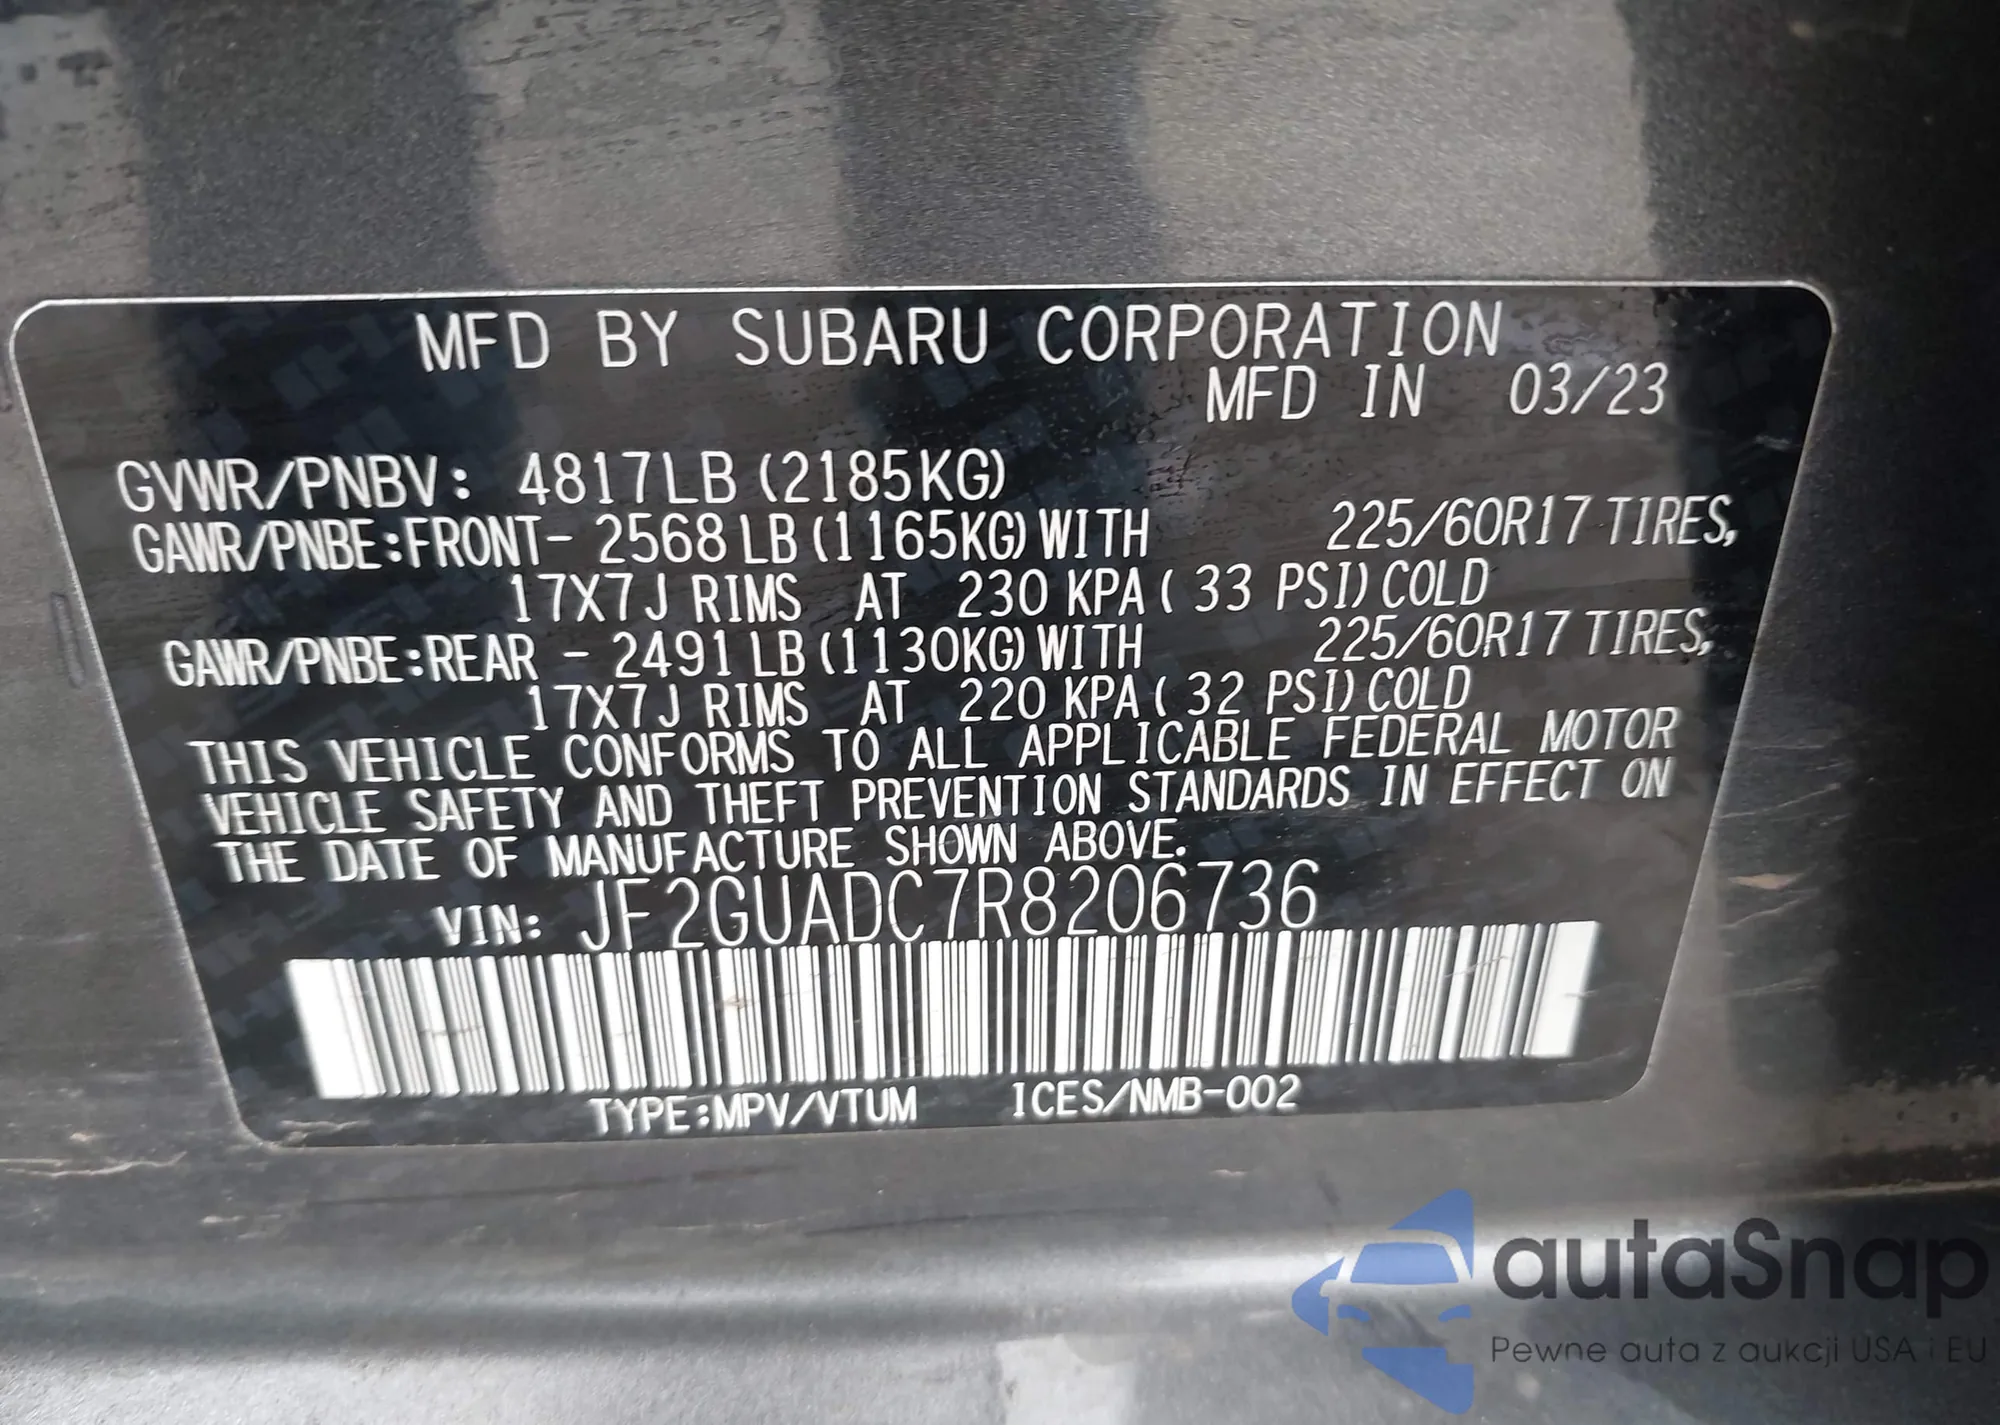 MFD BY SUBARU CORPORATION
MFD IN 03/23
GVWR/PNBV: 4817LB (2185KG)
GAWR/PNBE:FRONT- 2568 LB (1165KG) WITH 225/60R17 TIRES,
17X7J RIMS AT 230 KPA ( 33 PSI) COLD
GAWR/PNBE:REAR - 2491 LB (1130KG) WITH 225/60R17 TIRES,
17X7J RIMS AT 220 KPA ( 32 PSI) COLD
THIS VEHICLE CONFORMS TO ALL APPLICABLE FEDERAL MOTOR
VEHICLE SAFETY AND THEFT PREVENTION STANDARDS IN EFFECT ON
THE DATE OF MANUFACTURE SHOWN ABOVE.
VIN: JF2GUADC7R8206736
TYPE:MPV/VTUM ICES/NMB-002
autaSnap
Pewne auta z aukcji USA i EU